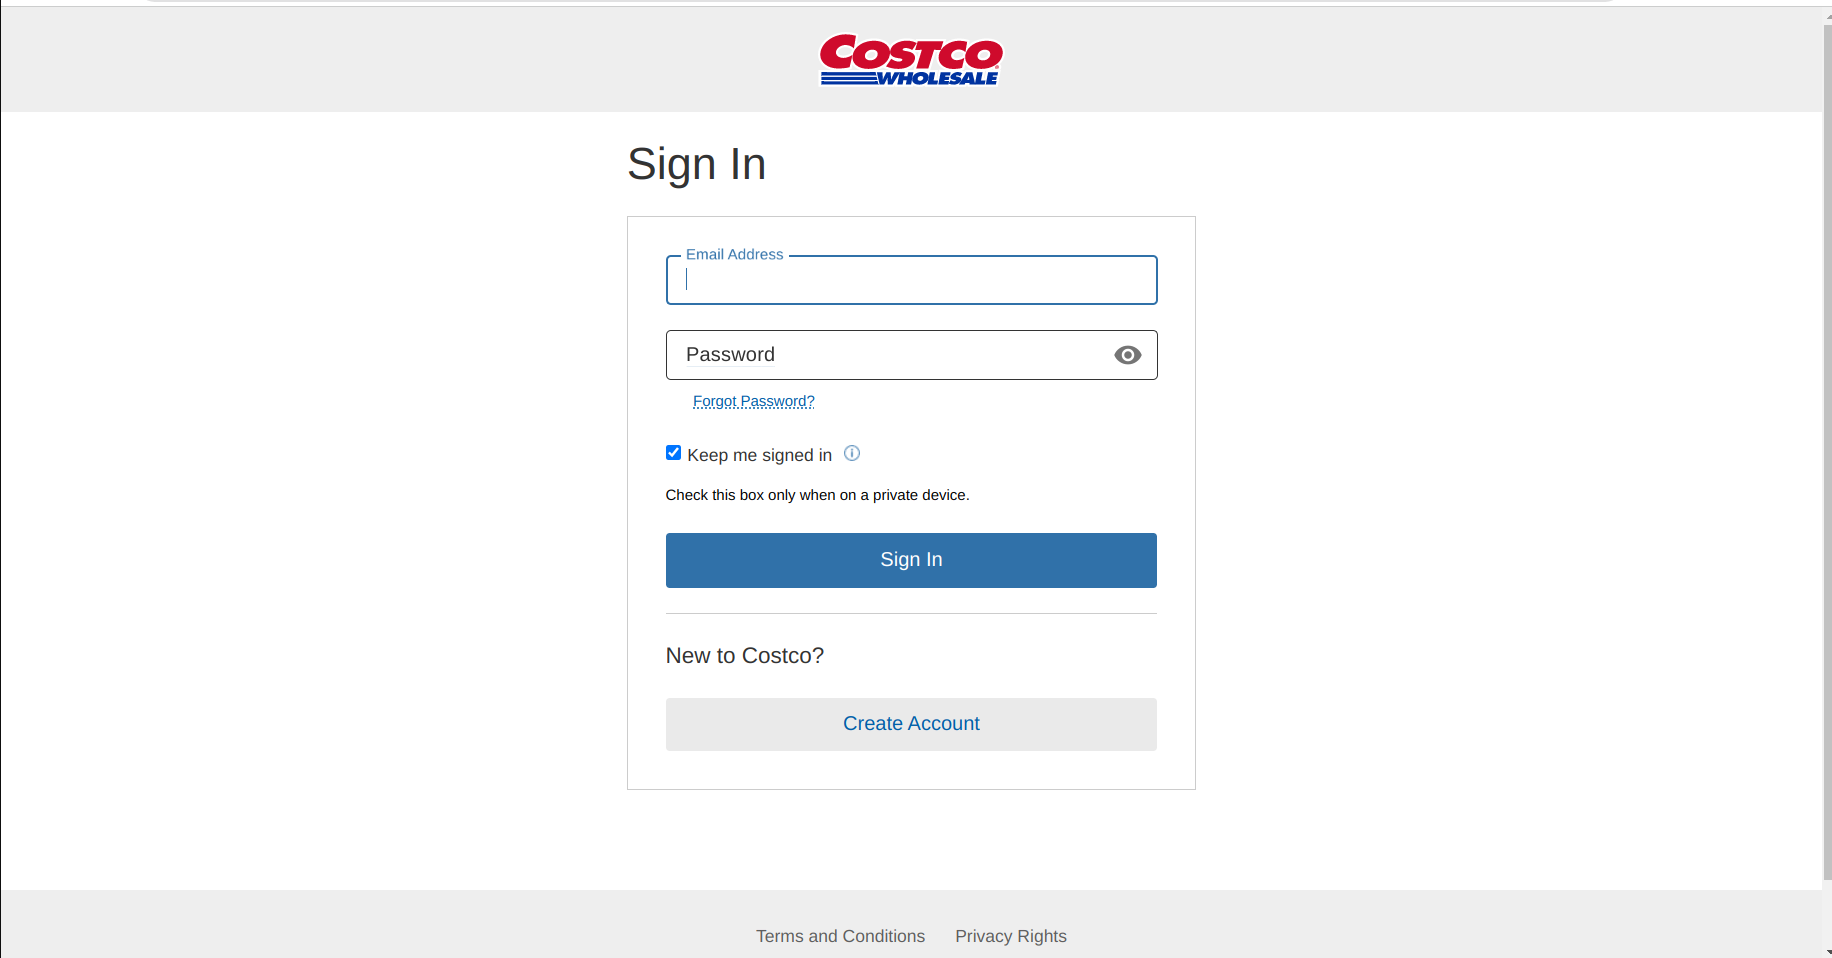 COSTCO
WHOLESALE
Sign In
Email Address
Password
Forgot Password?
Keep me signed in
Check this box only when on a private device.
Sign In
New to Costco?
Create Account
Terms and Conditions Privacy Rights